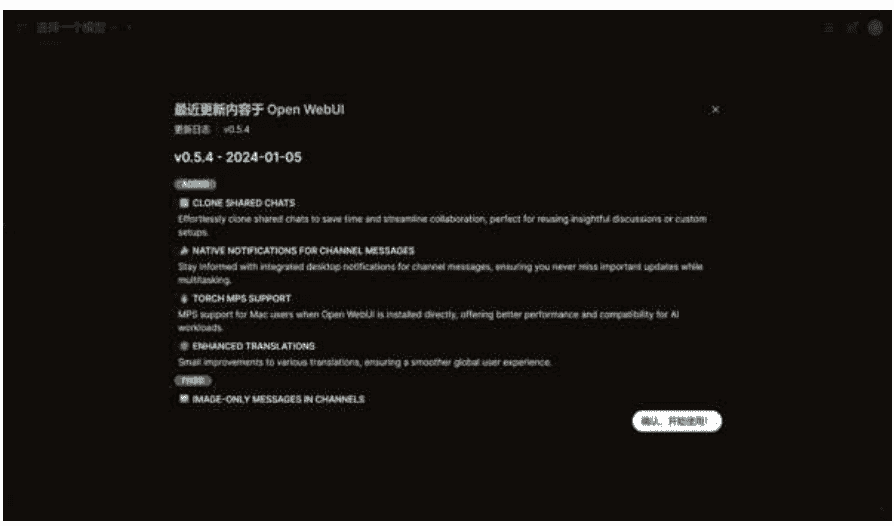 选择一个模型
最近更新内容于 Open WebUI
更新日志 v0.5.4
v0.5.4 - 2024-01-05
ADDED
CLONE SHARED CHATS
Effortlessly clone shared chats to save time and streamline collaboration, perfect for reusing insightful discussions or custom
setups.
NATIVE NOTIFICATIONS FOR CHANNEL MESSAGES
Stay informed with integrated desktop notifications for channel messages, ensuring you never miss important updates while
multitasking.
TORCH MPS SUPPORT
MPS support for Mac users when Open WebUI is installed directly, offering better performance and compatibility for AI
workloads.
ENHANCED TRANSLATIONS
Small improvements to various translations, ensuring a smoother global user experience.
FIXED
IMAGE-ONLY MESSAGES IN CHANNELS
确认，开始使用！